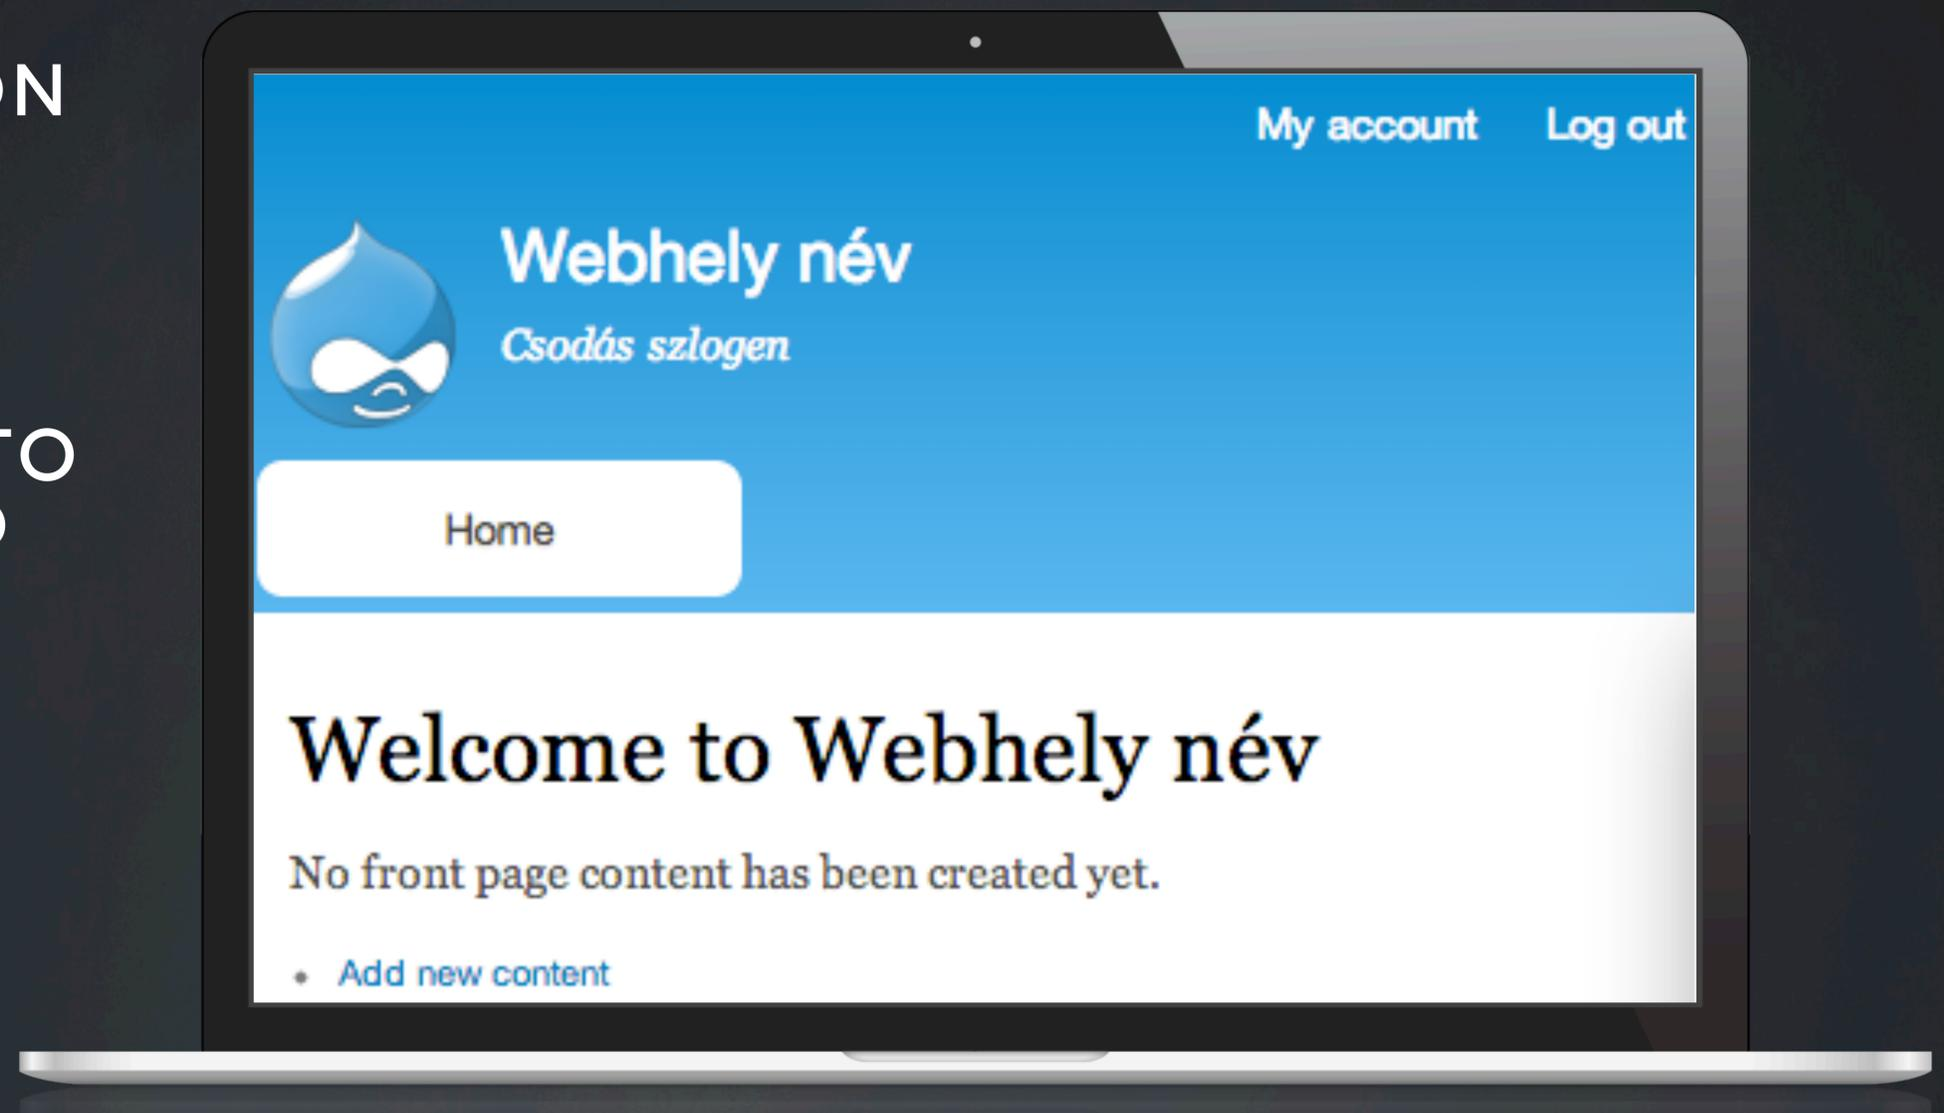 My account Log out
Webhely név
Csodás szlogen
Home
Welcome to Webhely név
No front page content has been created yet.
Add new content